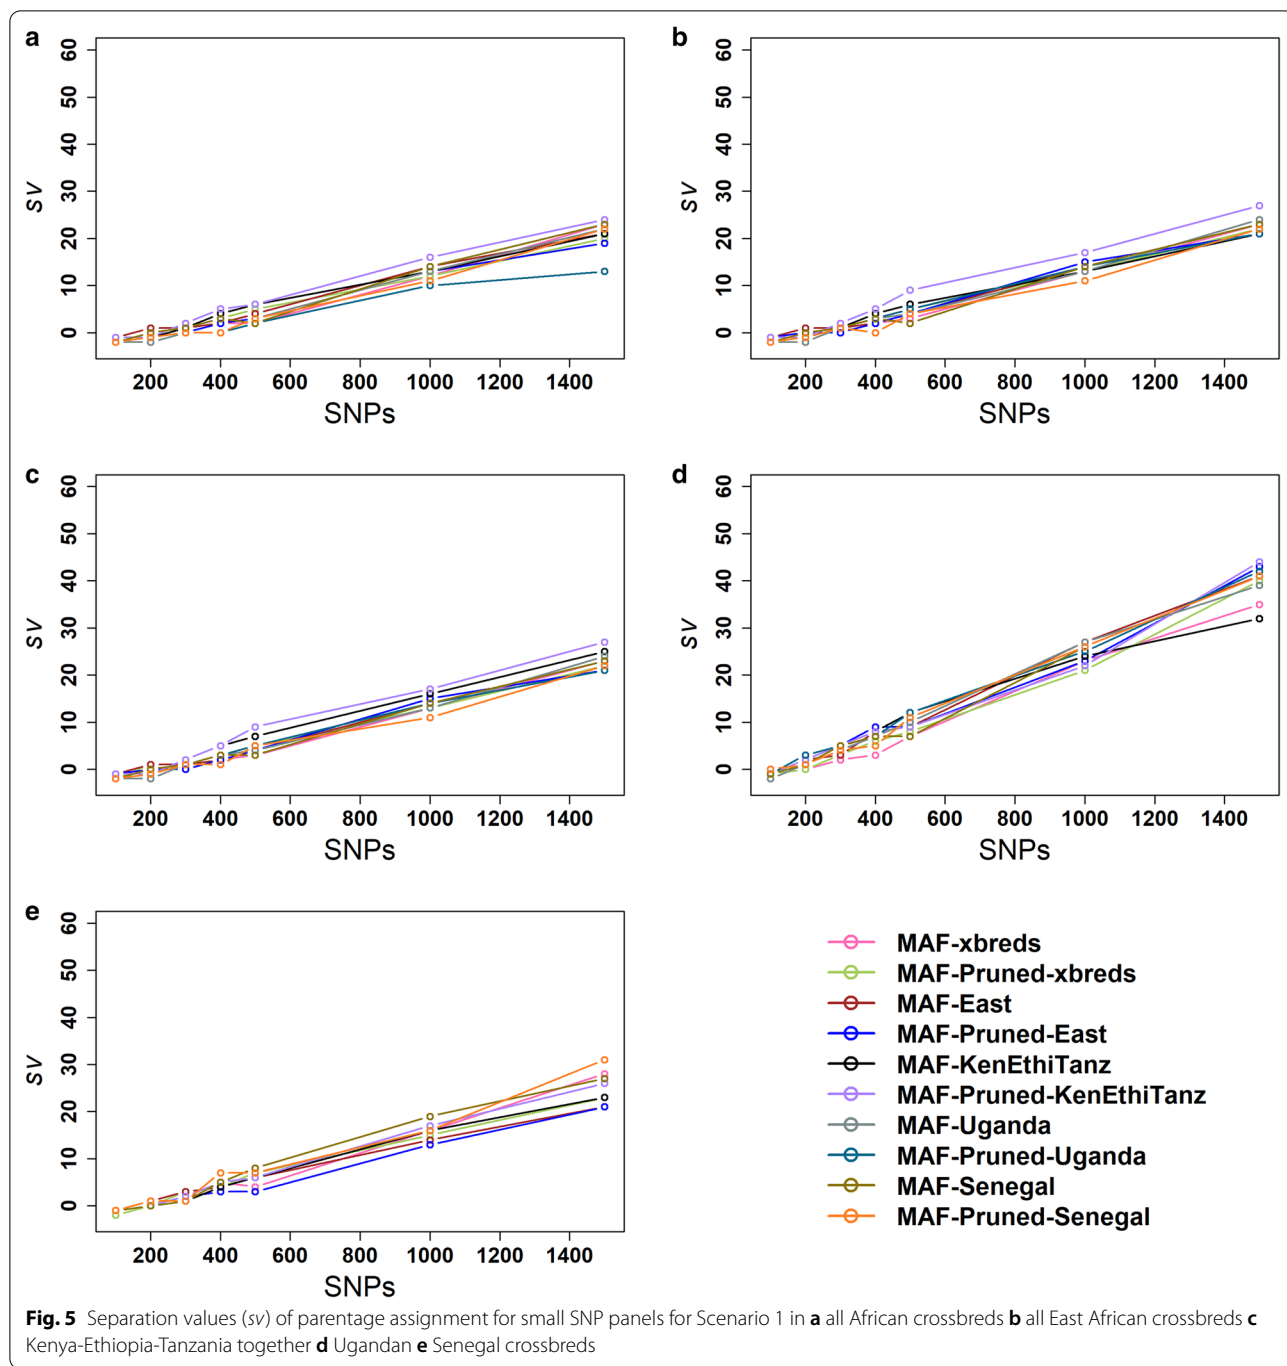 a
60
50
40
30
20
10
0
sv
200 400 600 800 1000 1200 1400
SNPs
b
60
50
40
30
20
10
0
sv
200 400 600 800 1000 1200 1400
SNPs
c
60
50
40
30
20
10
0
sv
200 400 600 800 1000 1200 1400
SNPs
d
60
50
40
30
20
10
0
sv
200 400 600 800 1000 1200 1400
SNPs
e
60
50
40
30
20
10
0
sv
200 400 600 800 1000 1200 1400
SNPs
MAF-xbreds
MAF-Pruned-xbreds
MAF-East
MAF-Pruned-East
MAF-KenEthiTanz
MAF-Pruned-KenEthiTanz
MAF-Uganda
MAF-Pruned-Uganda
MAF-Senegal
MAF-Pruned-Senegal
Fig. 5 Separation values (sv) of parentage assignment for small SNP panels for Scenario 1 in a all African crossbreds b all East African crossbreds c
Kenya-Ethiopia-Tanzania together d Ugandan e Senegal crossbreds